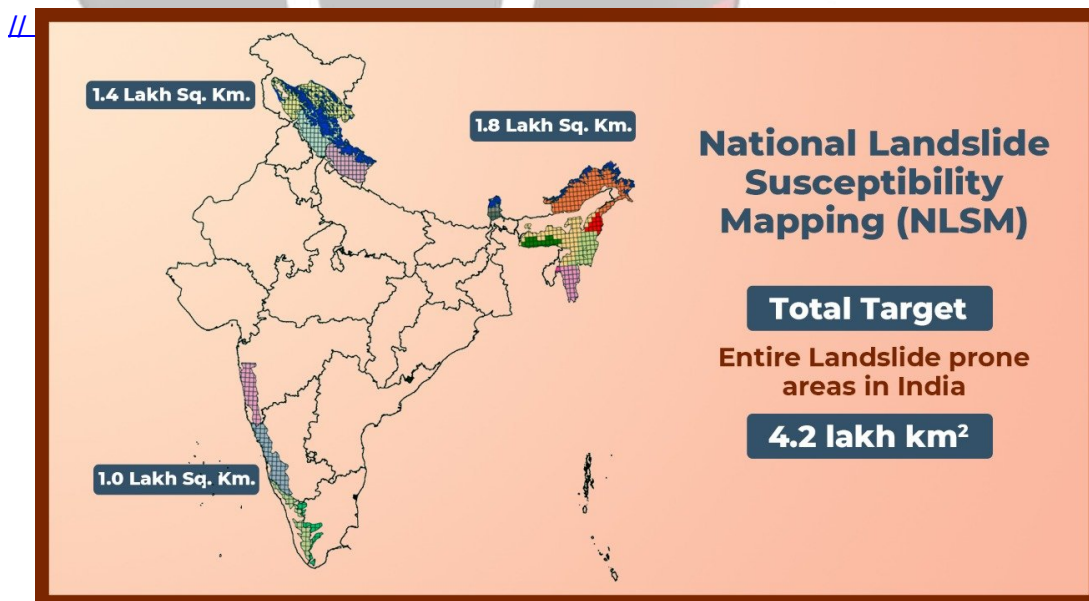 //
1.4 Lakh Sq. Km.
1.8 Lakh Sq. Km.
1.0 Lakh Sq. Km.
National Landslide
Susceptibility
Mapping (NLSM)
Total Target
Entire Landslide prone
areas in India
4.2 lakh km²